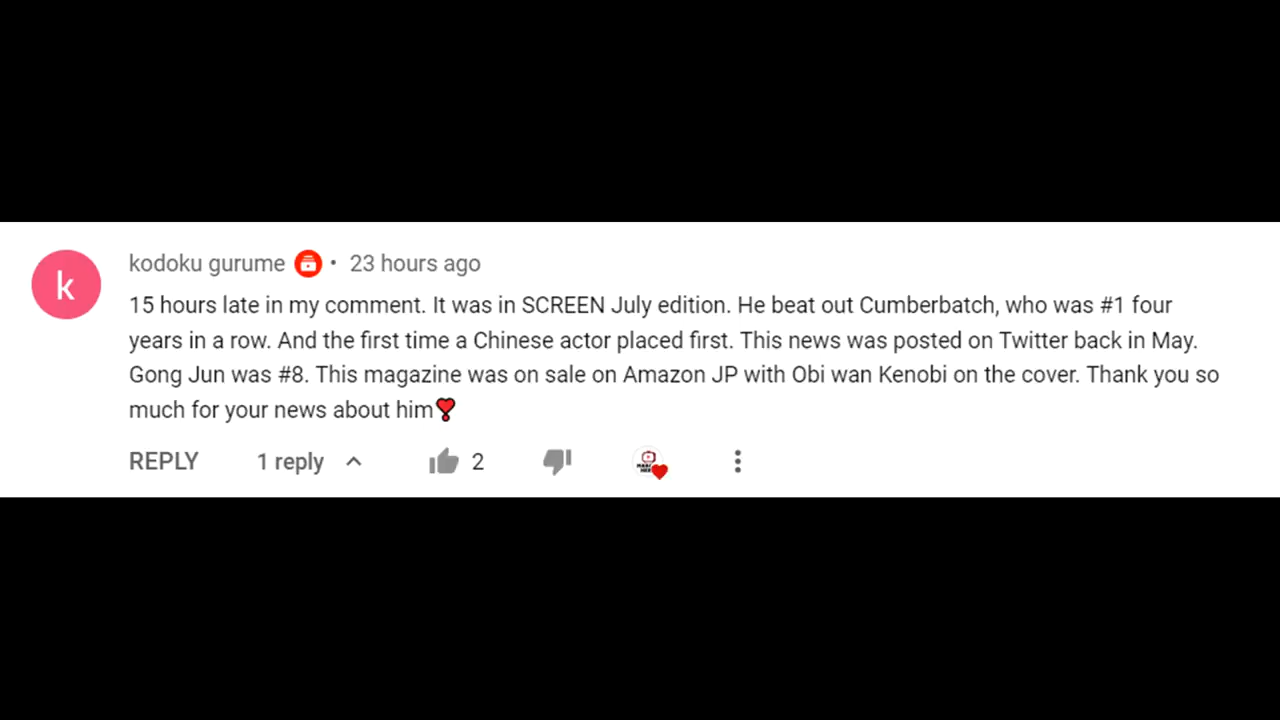 k
kodoku gurume • 23 hours ago
15 hours late in my comment. It was in SCREEN July edition. He beat out Cumberbatch, who was #1 four
years in a row. And the first time a Chinese actor placed first. This news was posted on Twitter back in May.
Gong Jun was #8. This magazine was on sale on Amazon JP with Obi wan Kenobi on the cover. Thank you so
much for your news about him❣
REPLY 1 reply 2